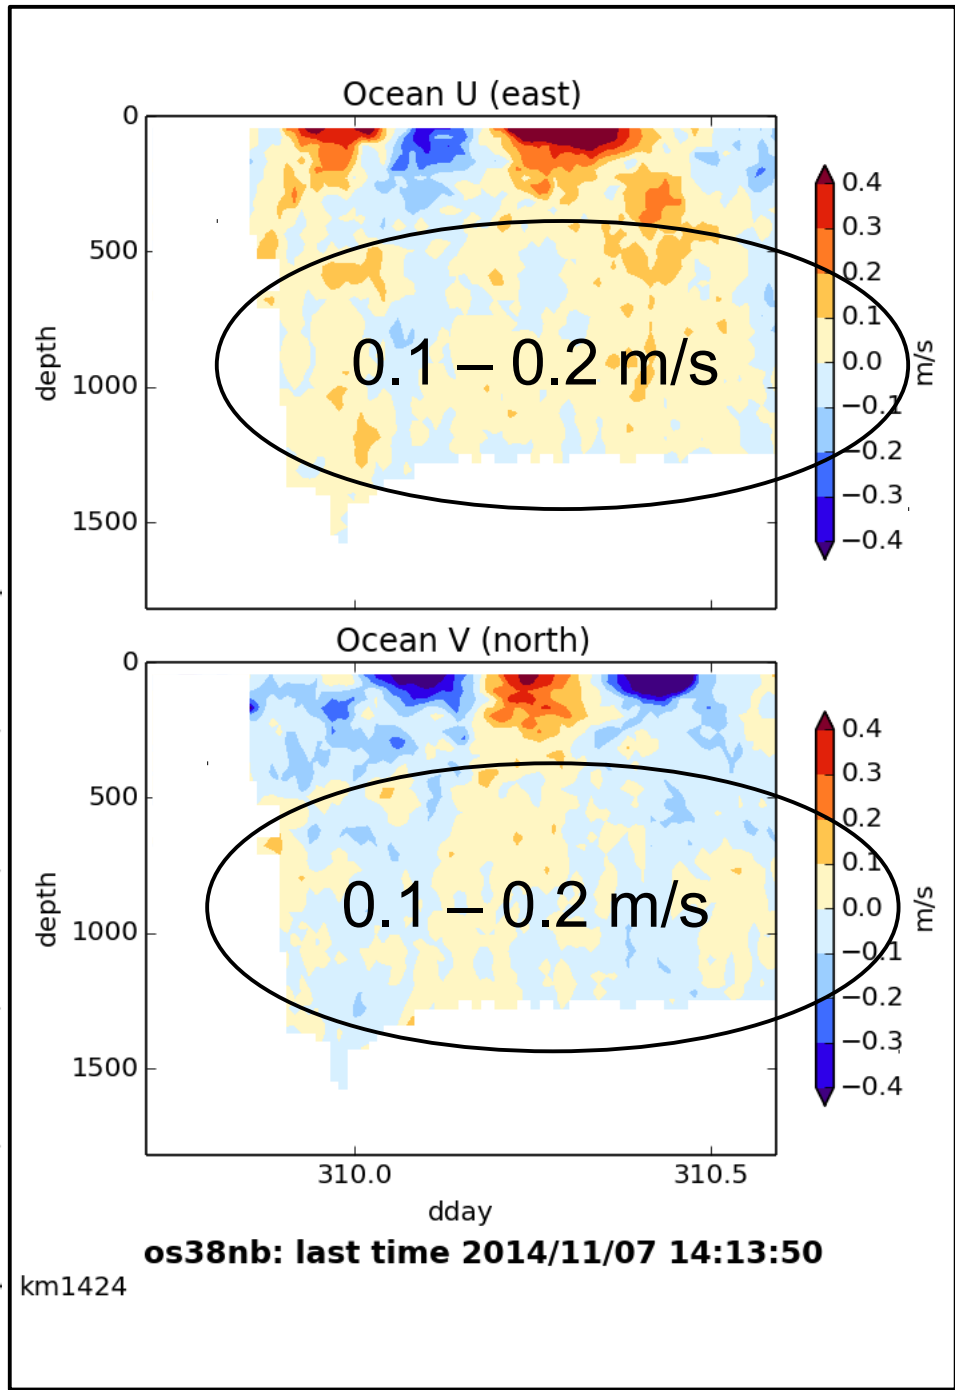 Ocean U (east)
0
500
1000
1500
depth
0.1 – 0.2 m/s
0.4
0.3
0.2
0.1
0.0
−0.1
−0.2
−0.3
−0.4
m/s
Ocean V (north)
0
500
1000
1500
depth
0.1 – 0.2 m/s
0.4
0.3
0.2
0.1
0.0
−0.1
−0.2
−0.3
−0.4
m/s
310.0 310.5
dday
os38nb: last time 2014/11/07 14:13:50
km1424